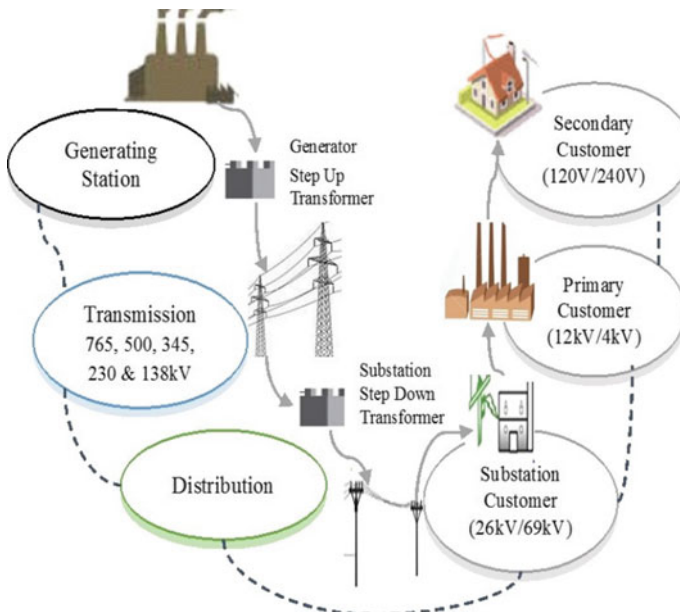 Generating
Station
Generator
Step Up
Transformer
Transmission
765, 500, 345,
230 & 138kV
Substation
Step Down
Transformer
Distribution
Substation
Customer
(26kV/69kV)
Primary
Customer
(12kV/4kV)
Secondary
Customer
(120V/240V)